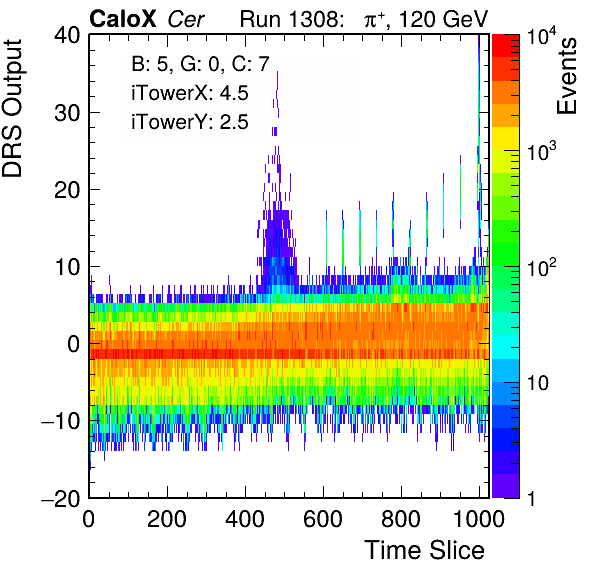 CaloX Cer Run 1308: π⁺, 120 GeV
DRS Output
Events
B: 5, G: 0, C: 7
iTowerX: 4.5
iTowerY: 2.5
40
30
20
10
0
−10
−20
0 200 400 600 800 1000
Time Slice
10⁴
10³
10²
10
1